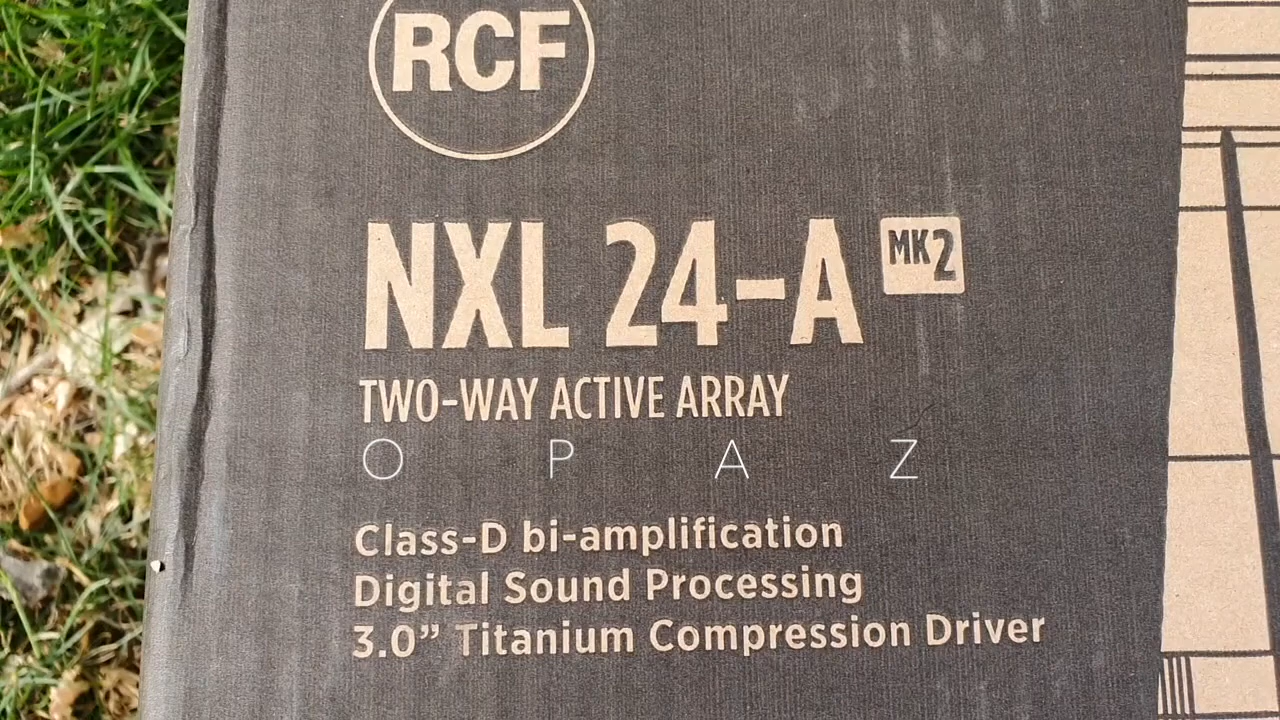 RCF
NXL 24-A MK2
TWO-WAY ACTIVE ARRAY
O P A Z
Class-D bi-amplification
Digital Sound Processing
3.0” Titanium Compression Driver